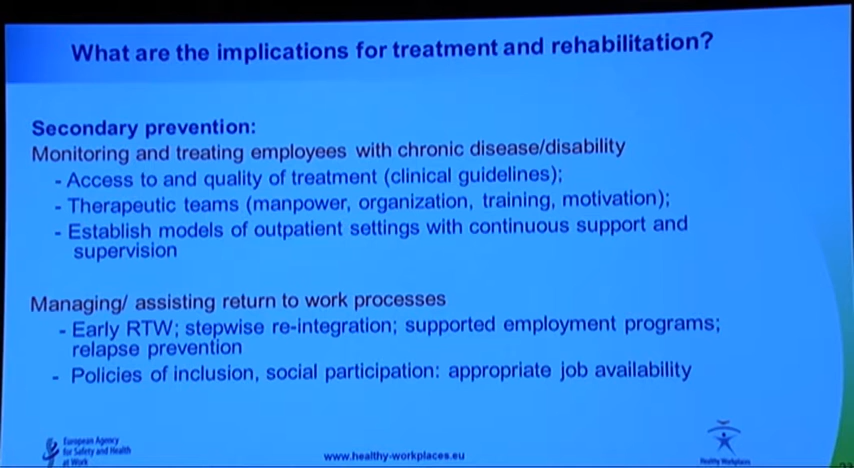 What are the implications for treatment and rehabilitation?
Secondary prevention:
Monitoring and treating employees with chronic disease/disability
- Access to and quality of treatment (clinical guidelines);
- Therapeutic teams (manpower, organization, training, motivation);
- Establish models of outpatient settings with continuous support and
supervision
Managing/ assisting return to work processes
- Early RTW; stepwise re-integration; supported employment programs;
relapse prevention
- Policies of inclusion, social participation: appropriate job availability
European Agency
for Safety and Health
at Work
www.healthy-workplaces.eu
Healthy Workplaces